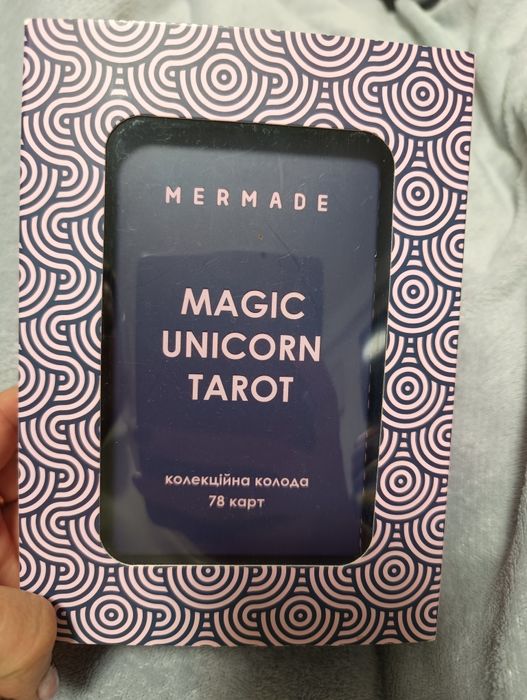 MERMADE
MAGIC
UNICORN
TAROT
колекційна колода
78 карт